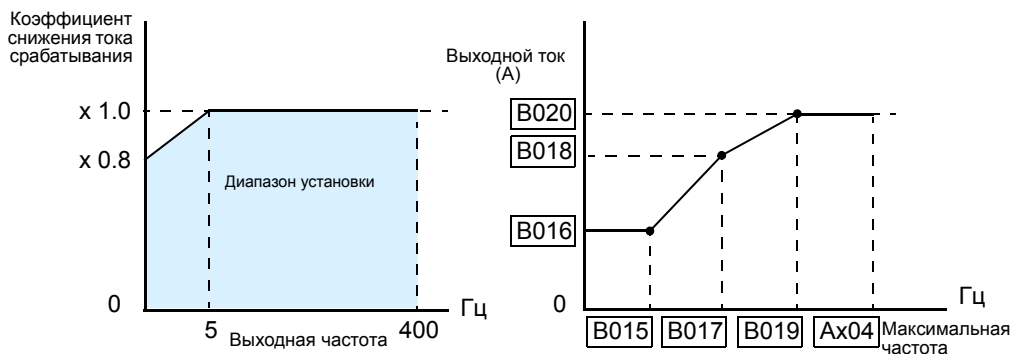 Коэффициент
снижения тока
срабатывания
x 1.0
x 0.8
Диапазон установки
0
Гц
5
Выходная частота
400
Выходной ток
(А)
B020
B018
B016
0
Гц
B015
B017
B019
Ax04
Максимальная
частота